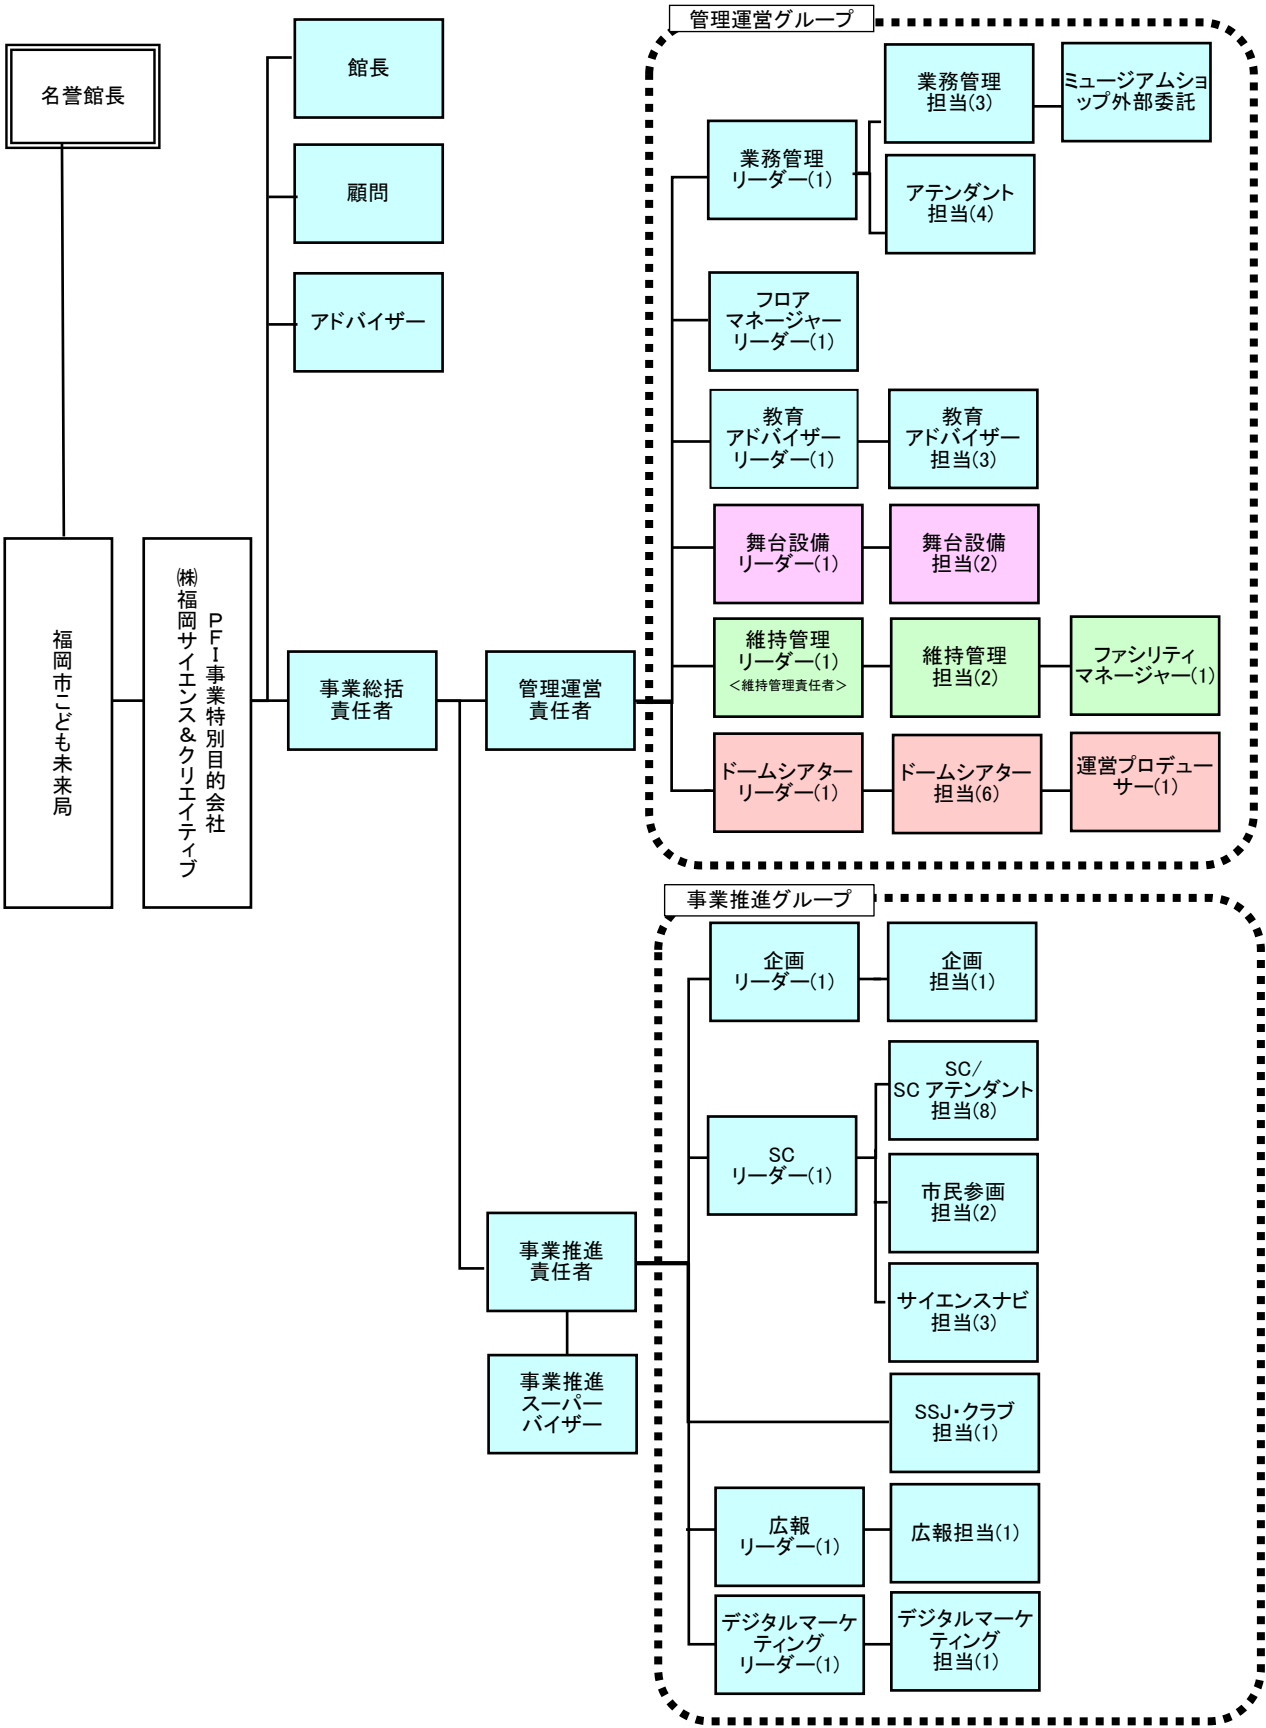 名誉館長
館長
顧問
アドバイザー
福岡市こども未来局
PFI事業特別目的会社
㈱福岡サイエンス&クリエイティブ
事業総括
責任者
管理運営
責任者
管理運営グループ
業務管理
リーダー(1)
業務管理
担当(3)
ミュージアムショ
ップ外部委託
アテンダント
担当(4)
フロア
マネージャー
リーダー(1)
教育
アドバイザー
リーダー(1)
教育
アドバイザー
担当(3)
舞台設備
リーダー(1)
舞台設備
担当(2)
維持管理
リーダー(1)
<維持管理責任者>
維持管理
担当(2)
ファシリティ
マネージャー(1)
ドームシアター
リーダー(1)
ドームシアター
担当(6)
運営プロデュー
サー(1)
事業推進
責任者
事業推進
スーパー
バイザー
事業推進グループ
企画
リーダー(1)
企画
担当(1)
SC
リーダー(1)
SC/
SC アテンダント
担当(8)
市民参画
担当(2)
サイエンスナビ
担当(3)
SSJ・クラブ
担当(1)
広報
リーダー(1)
広報担当(1)
デジタルマーケ
ティング
リーダー(1)
デジタルマーケ
ティング
担当(1)